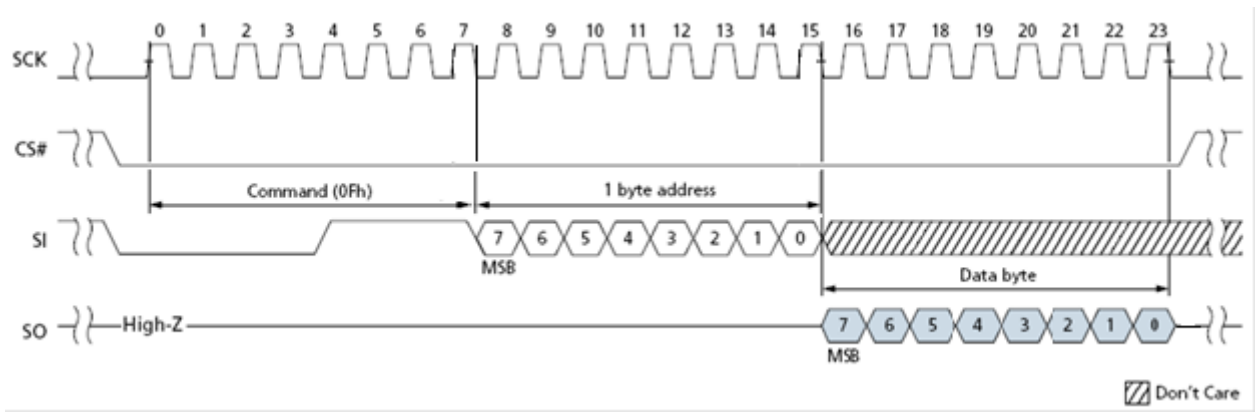 0 1 2 3 4 5 6 7 8 9 10 11 12 13 14 15 16 17 18 19 20 21 22 23
SCK
CS#
Command (0Fh) 1 byte address
SI 7 6 5 4 3 2 1 0
MSB
Data byte
SO High-Z 7 6 5 4 3 2 1 0
MSB
Don't Care